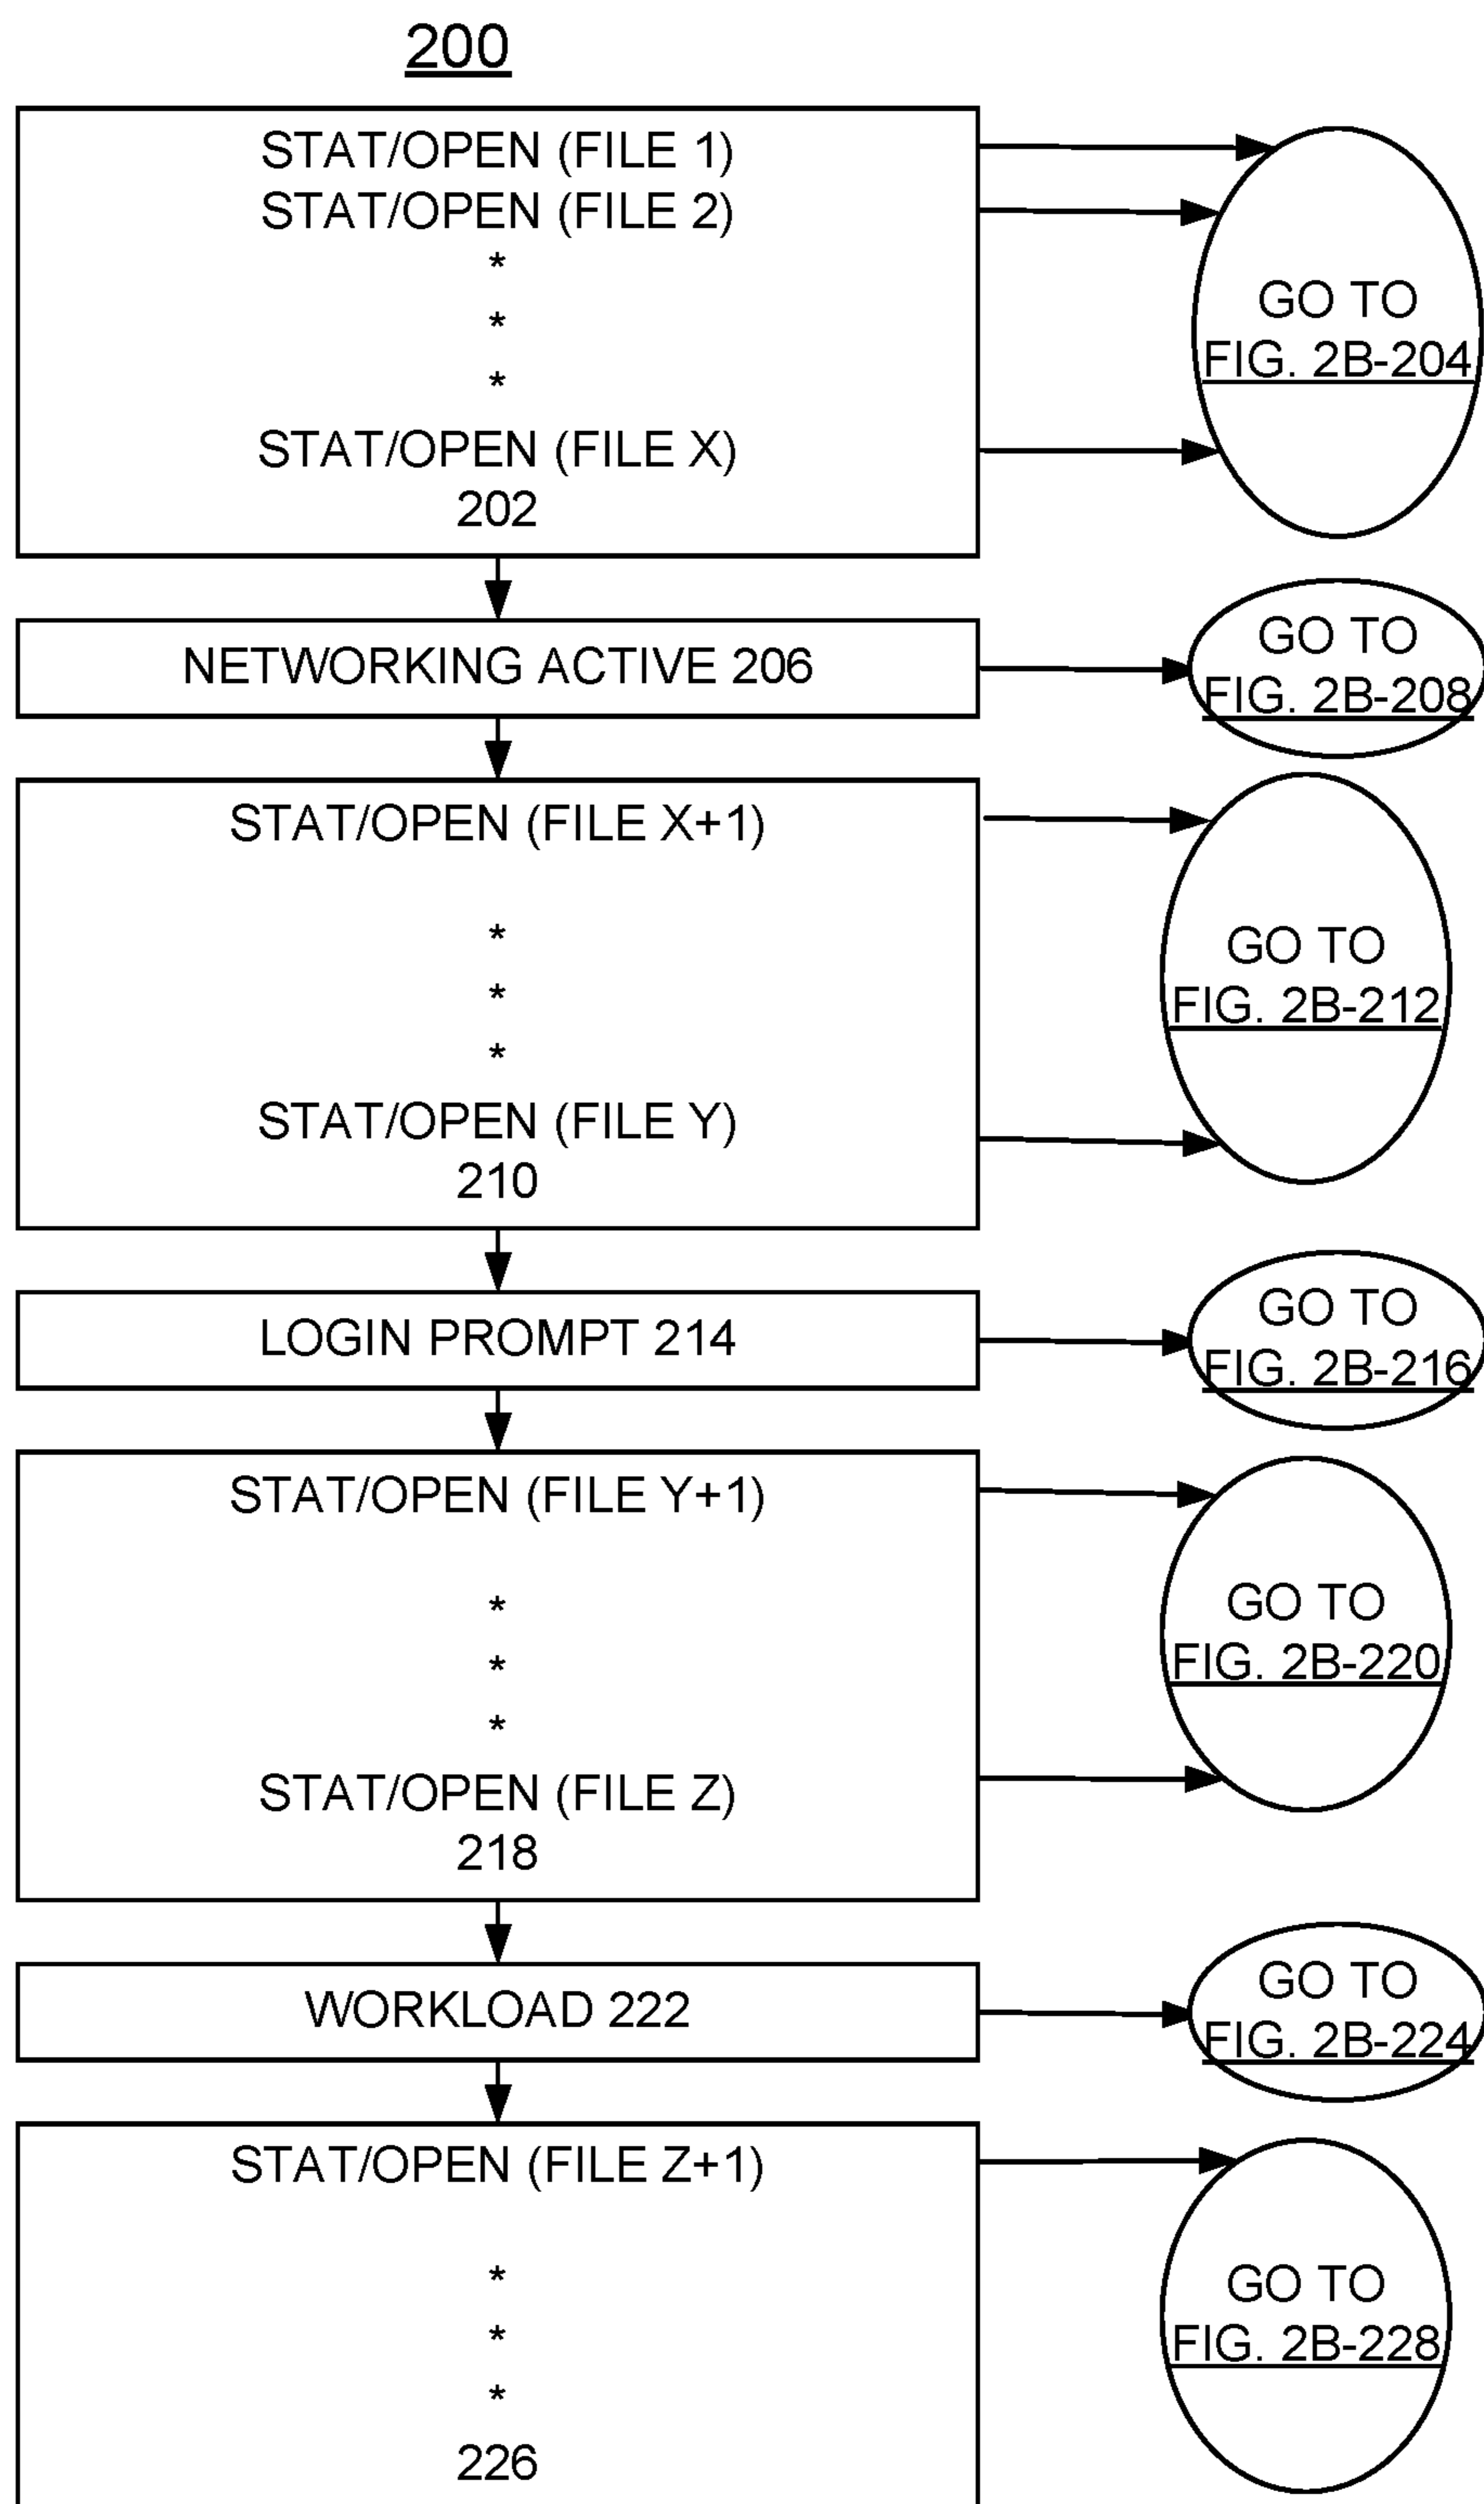 200
STAT/OPEN (FILE 1)
STAT/OPEN (FILE 2)
*
*
*
STAT/OPEN (FILE X)
202
GO TO
FIG. 2B-204
NETWORKING ACTIVE 206
GO TO
FIG. 2B-208
STAT/OPEN (FILE X+1)
*
*
*
STAT/OPEN (FILE Y)
210
GO TO
FIG. 2B-212
LOGIN PROMPT 214
GO TO
FIG. 2B-216
STAT/OPEN (FILE Y+1)
*
*
*
STAT/OPEN (FILE Z)
218
GO TO
FIG. 2B-220
WORKLOAD 222
GO TO
FIG. 2B-224
STAT/OPEN (FILE Z+1)
*
*
*
226
GO TO
FIG. 2B-228